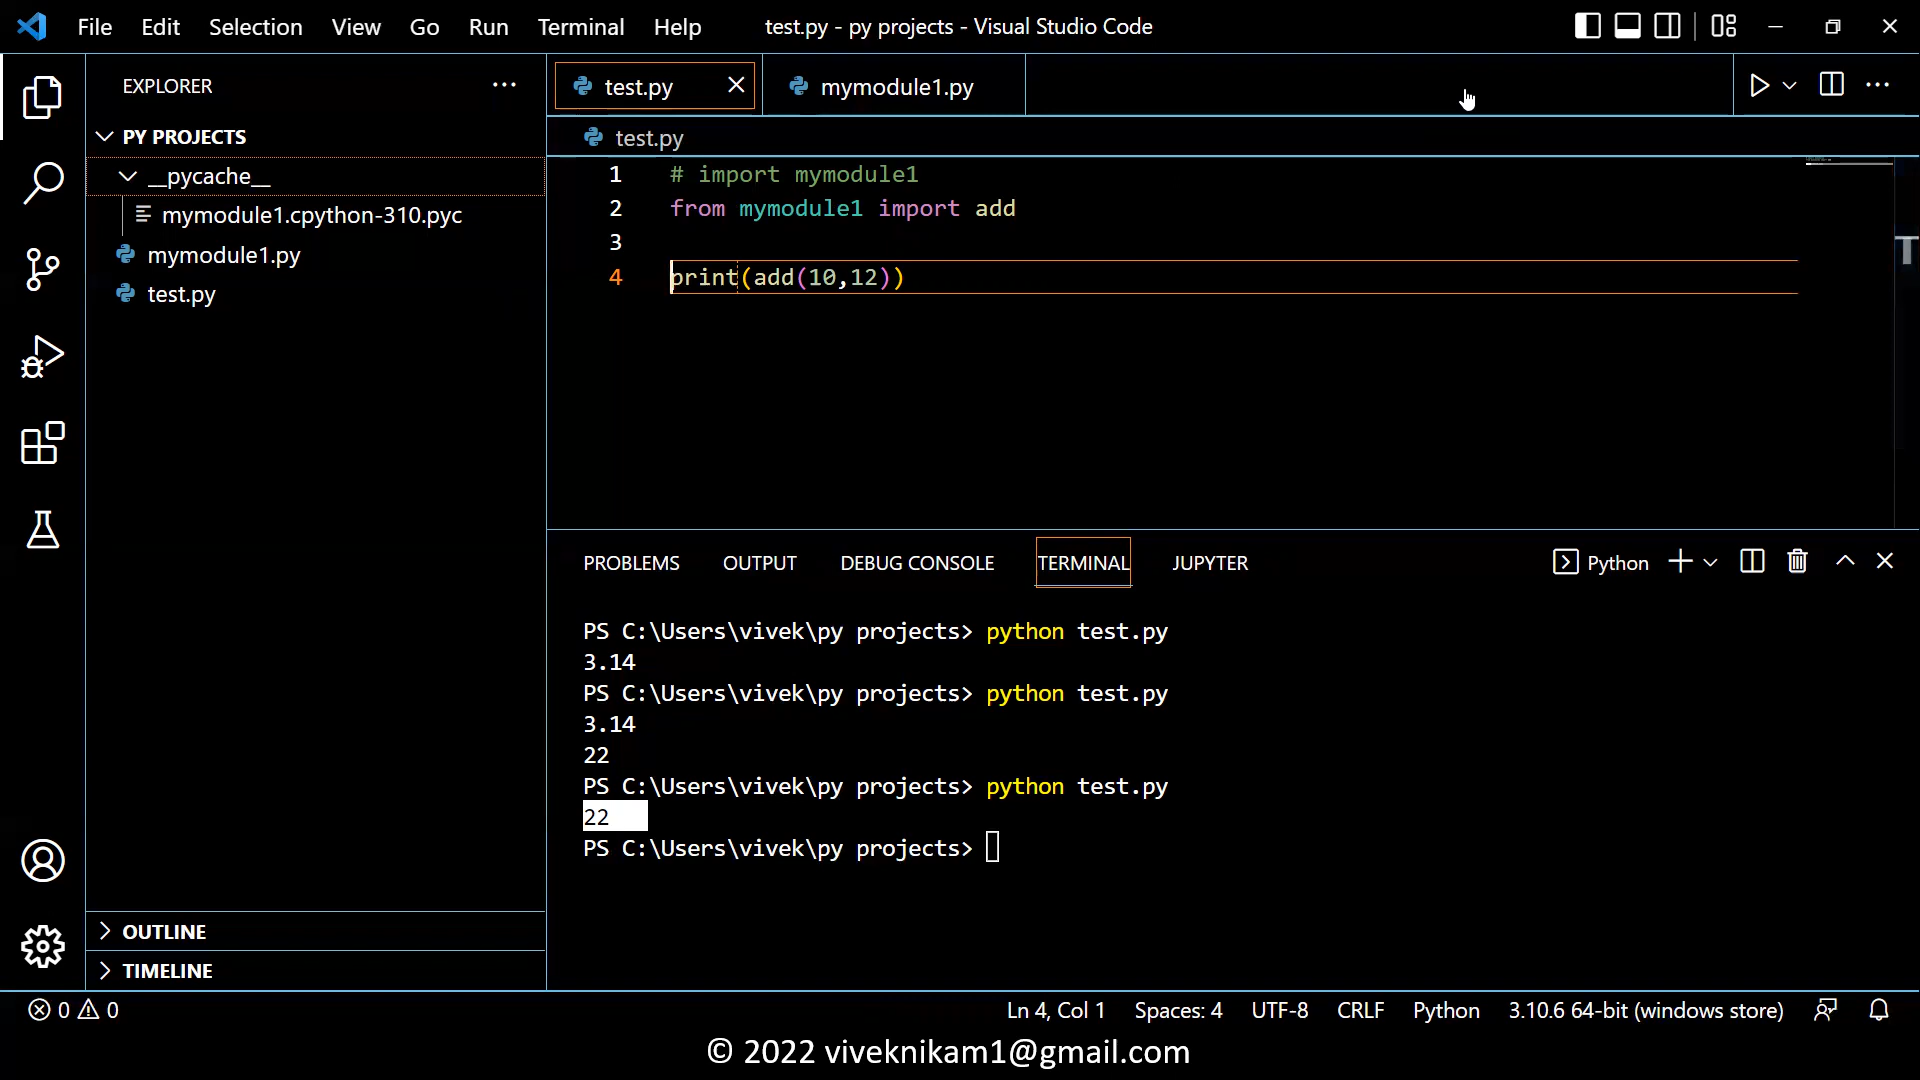 File Edit Selection View Go Run Terminal Help test.py - py projects - Visual Studio Code
EXPLORER
PY PROJECTS
__pycache__
mymodule1.cpython-310.pyc
mymodule1.py
test.py
OUTLINE
TIMELINE
test.py mymodule1.py
test.py
1 # import mymodule1
2 from mymodule1 import add
3
4 print(add(10,12))
PROBLEMS OUTPUT DEBUG CONSOLE TERMINAL JUPYTER Python
PS C:\Users\vivek\py projects> python test.py
3.14
PS C:\Users\vivek\py projects> python test.py
3.14
22
PS C:\Users\vivek\py projects> python test.py
22
PS C:\Users\vivek\py projects>
0 0 Ln 4, Col 1 Spaces: 4 UTF-8 CRLF Python 3.10.6 64-bit (windows store)
© 2022 viveknikam1@gmail.com